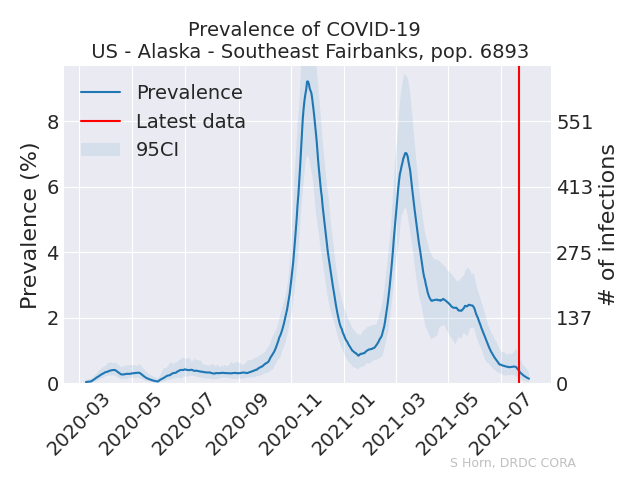 Prevalence of COVID-19
US - Alaska - Southeast Fairbanks, pop. 6893
Prevalence
Latest data
95CI
Prevalence (%)
8
6
4
2
0
# of infections
551
413
275
137
0
2020-03
2020-05
2020-07
2020-09
2020-11
2021-01
2021-03
2021-05
2021-07
S Horn, DRDC CORA